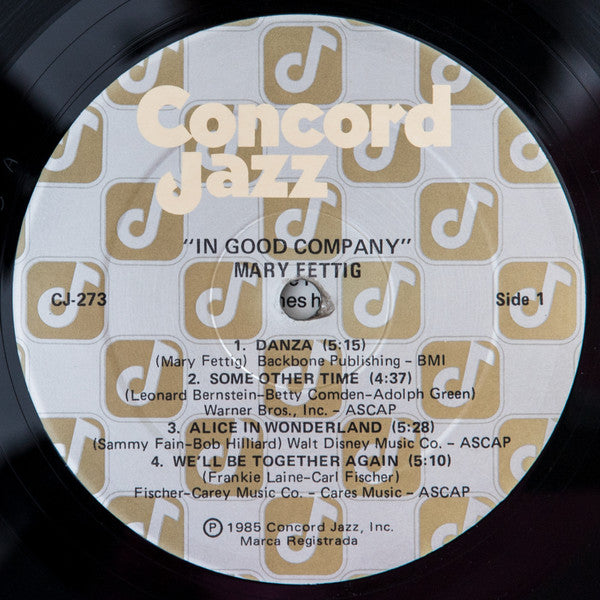 Concord
Jazz
"IN GOOD COMPANY"
MARY FETTIG
CJ-273
Side 1
1. DANZA (5:15)
(Mary Fettig) Backbone Publishing – BMI
2. SOME OTHER TIME (4:37)
(Leonard Bernstein-Betty Comden-Adolph Green)
Warner Bros., Inc. – ASCAP
3. ALICE IN WONDERLAND (5:28)
(Sammy Fain-Bob Hilliard) Walt Disney Music Co. – ASCAP
4. WE'LL BE TOGETHER AGAIN (5:10)
(Frankie Laine-Carl Fischer)
Fischer-Carey Music Co. – Cares Music – ASCAP
Ⓟ 1985 Concord Jazz, Inc.
Marca Registrada